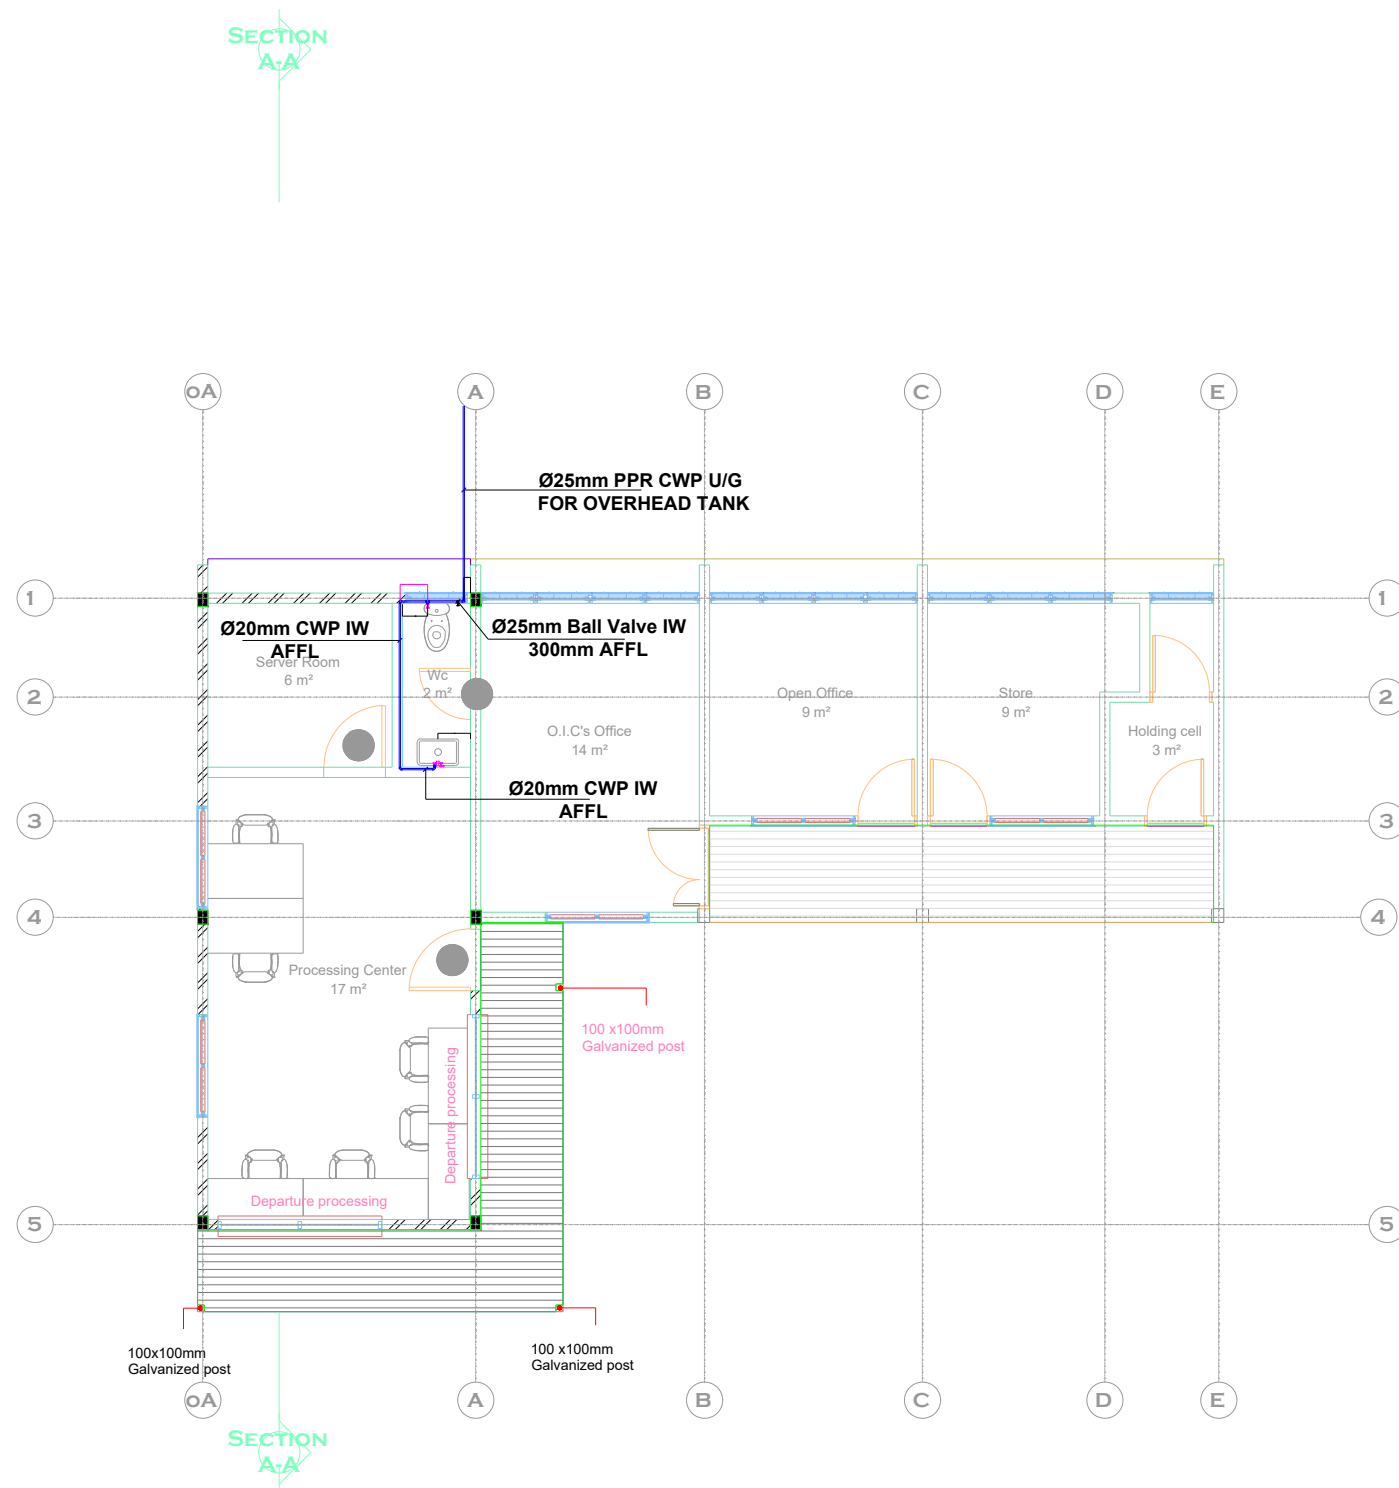 SECTION
A-A
oA
A
B
C
D
E
Ø25mm PPR CWP U/G
FOR OVERHEAD TANK
1
1
Ø20mm CWP IW
AFFL
Ø25mm Ball Valve IW
300mm AFFL
Server Room
6 m²
Wc
2 m²
2
2
Open Office
9 m²
Store
9 m²
O.I.C's Office
14 m²
Holding cell
3 m²
Ø20mm CWP IW
AFFL
3
3
4
4
Processing Center
17 m²
100 x100mm
Galvanized post
Departure processing
Departure processing
5
5
100x100mm
Galvanized post
100 x100mm
Galvanized post
oA
A
B
C
D
E
SECTION
A-A